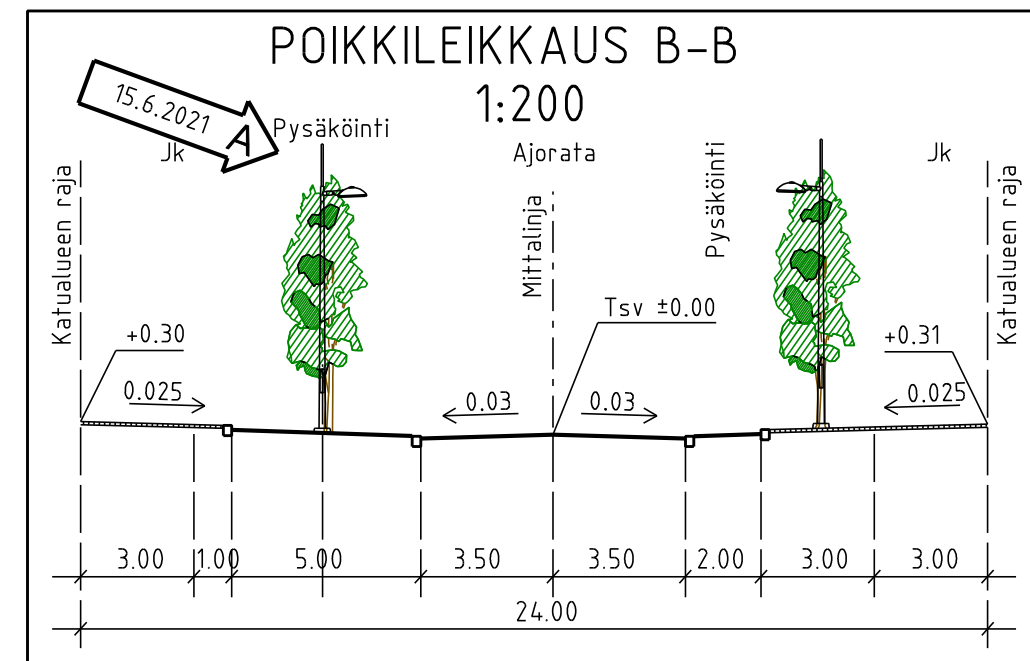 POIKKILEIKKAUS B-B
1:200
15.6.2021 A
Pysäköinti
Jk
Ajorata
Pysäköinti
Jk
Katualueen raja
Mittalinja
Katualueen raja
Tsv ±0.00
+0.30
+0.31
0.025
0.03
0.03
0.025
3.00 1.00 5.00 3.50 3.50 2.00 3.00 3.00
24.00